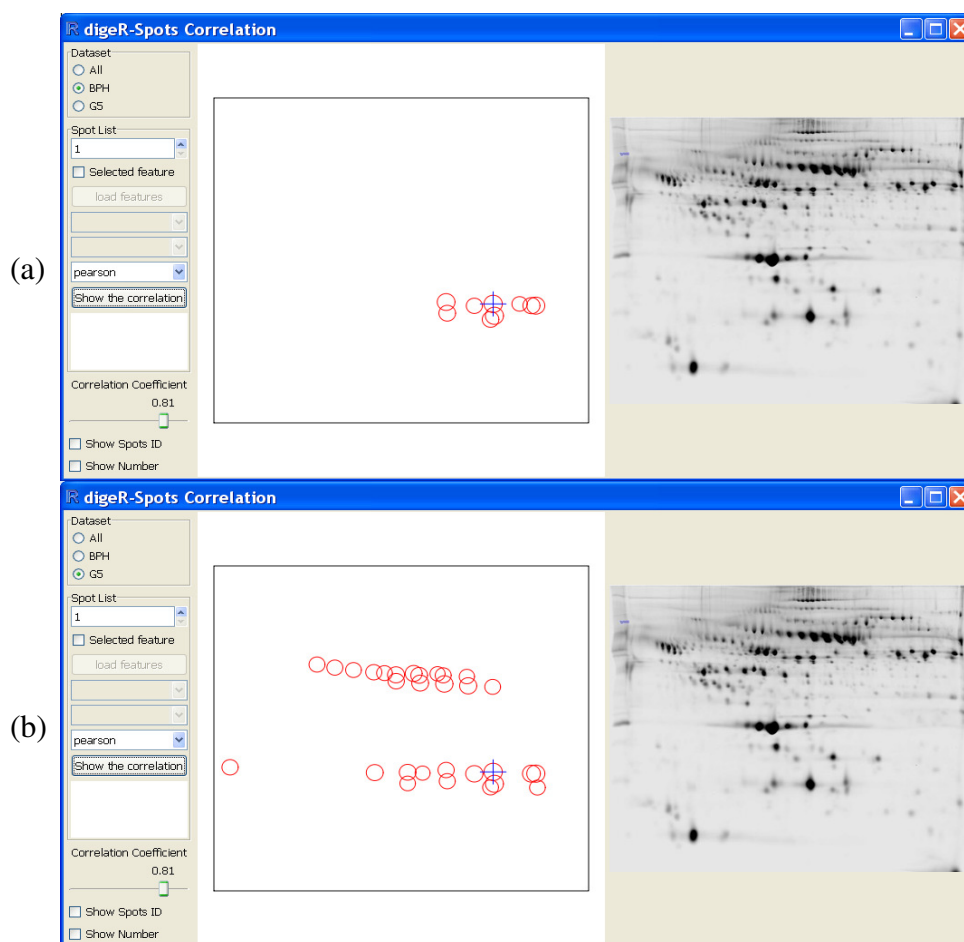 digeR-Spots Correlation
Dataset
All
BPH
G5
Spot List
1
Selected feature
load features
pearson
Show the correlation
Correlation Coefficient
0.81
Show Spots ID
Show Number
(a)
digeR-Spots Correlation
Dataset
All
BPH
G5
Spot List
1
Selected feature
load features
pearson
Show the correlation
Correlation Coefficient
0.81
Show Spots ID
Show Number
(b)